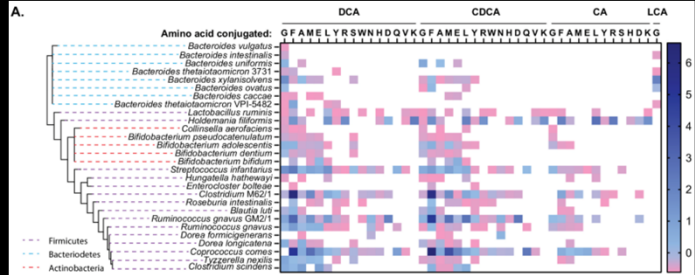 A.
DCA CDCA CA LCA
Amino acid conjugated: G F A M E L Y R S W N H D Q V K G F A M E L Y R W N H D Q V K G F A M E L Y R S H D K G
Bacteroides vulgatus
Bacteroides intestinalis
Bacteroides uniformis
Bacteroides thetaiotaomicron 3731
Bacteroides xylanisolvens
Bacteroides ovatus
Bacteroides caccae
Bacteroides thetaiotaomicron VPI-5482
Lactobacillus ruminis
Holdemania filiformis
Collinsella aerofaciens
Bifidobacterium pseudocatenulatum
Bifidobacterium adolescentis
Bifidobacterium dentium
Bifidobacterium bifidum
Streptococcus infantarius
Hungatella hathewayi
Enterocloster bolteae
Clostridium M62/1
Roseburia intestinalis
Blautia luti
Ruminococcus gnavus GM2/1
Ruminococcus gnavus
Dorea formicigenerans
Dorea longicatena
Coprococcus comes
Tyzzerella nexilis
Clostridium scindens
Firmicutes
Bacteriodetes
Actinobacteria
6
5
4
3
2
1
0